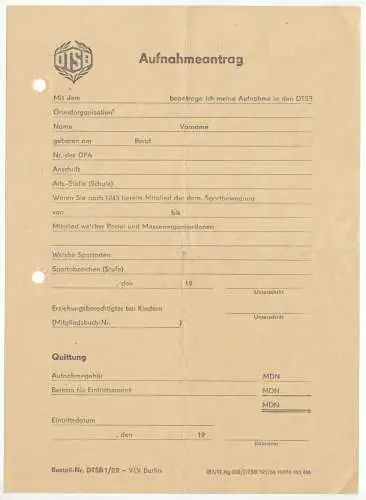 DTSB
Aufnahmeantrag
Mit dem beantrage ich meine Aufnahme in den DTSB
Grundorganisation
Name Vorname
geboren am Beruf
Nr. des DPA
Anschrift
Arb.-Stelle (Schule)
Waren Sie nach 1945 bereits Mitglied der dem. Sportbewegung
von bis
Mitglied welcher Partei und Massenorganisationen
Welche Sportarten ?
Sportabzeichen (Stufe)
, den 19
Unterschrift
Erziehungsberechtigter bei Kindern
(Mitgliedsbuch-Nr. )
Unterschrift
Quittung
Aufnahmegebühr MDN
Beitrag für Eintrittsmonat MDN
MDN
Eintrittsdatum
, den 19
Kassierer
Bestell-Nr. DTSB 1/22 – VLV Berlin